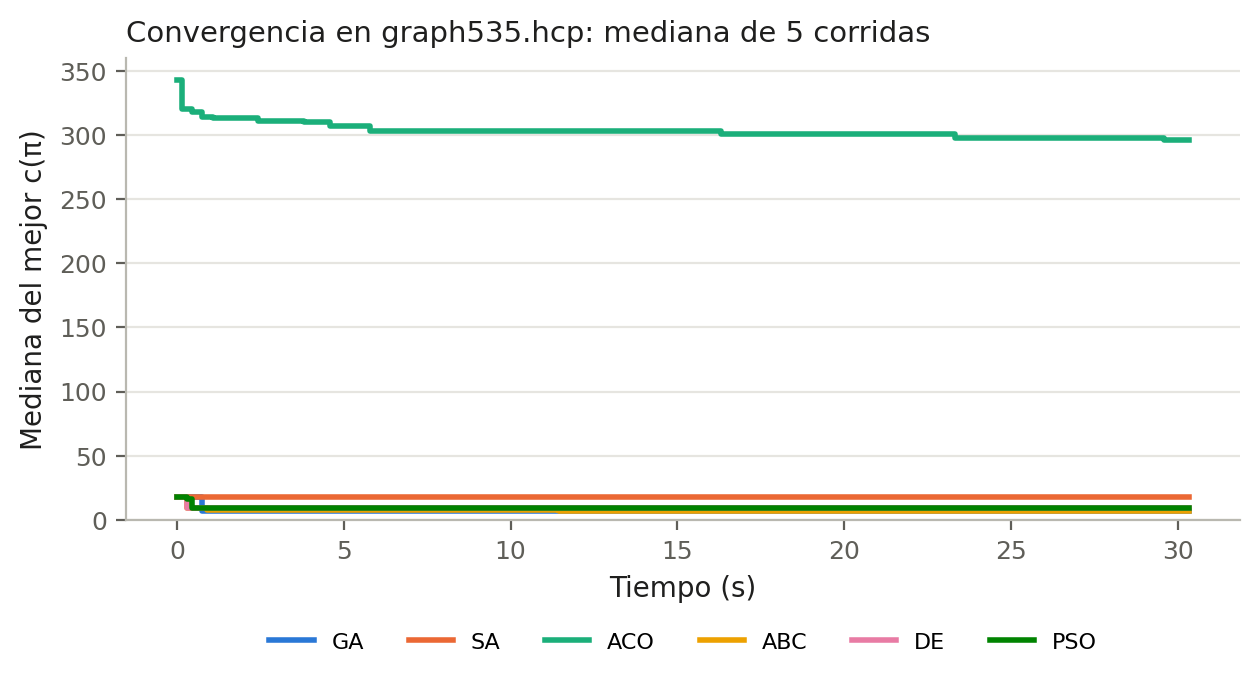 Convergencia en graph535.hcp: mediana de 5 corridas
Mediana del mejor c(π)
350
300
250
200
150
100
50
0
0 5 10 15 20 25 30
Tiempo (s)
GA SA ACO ABC DE PSO